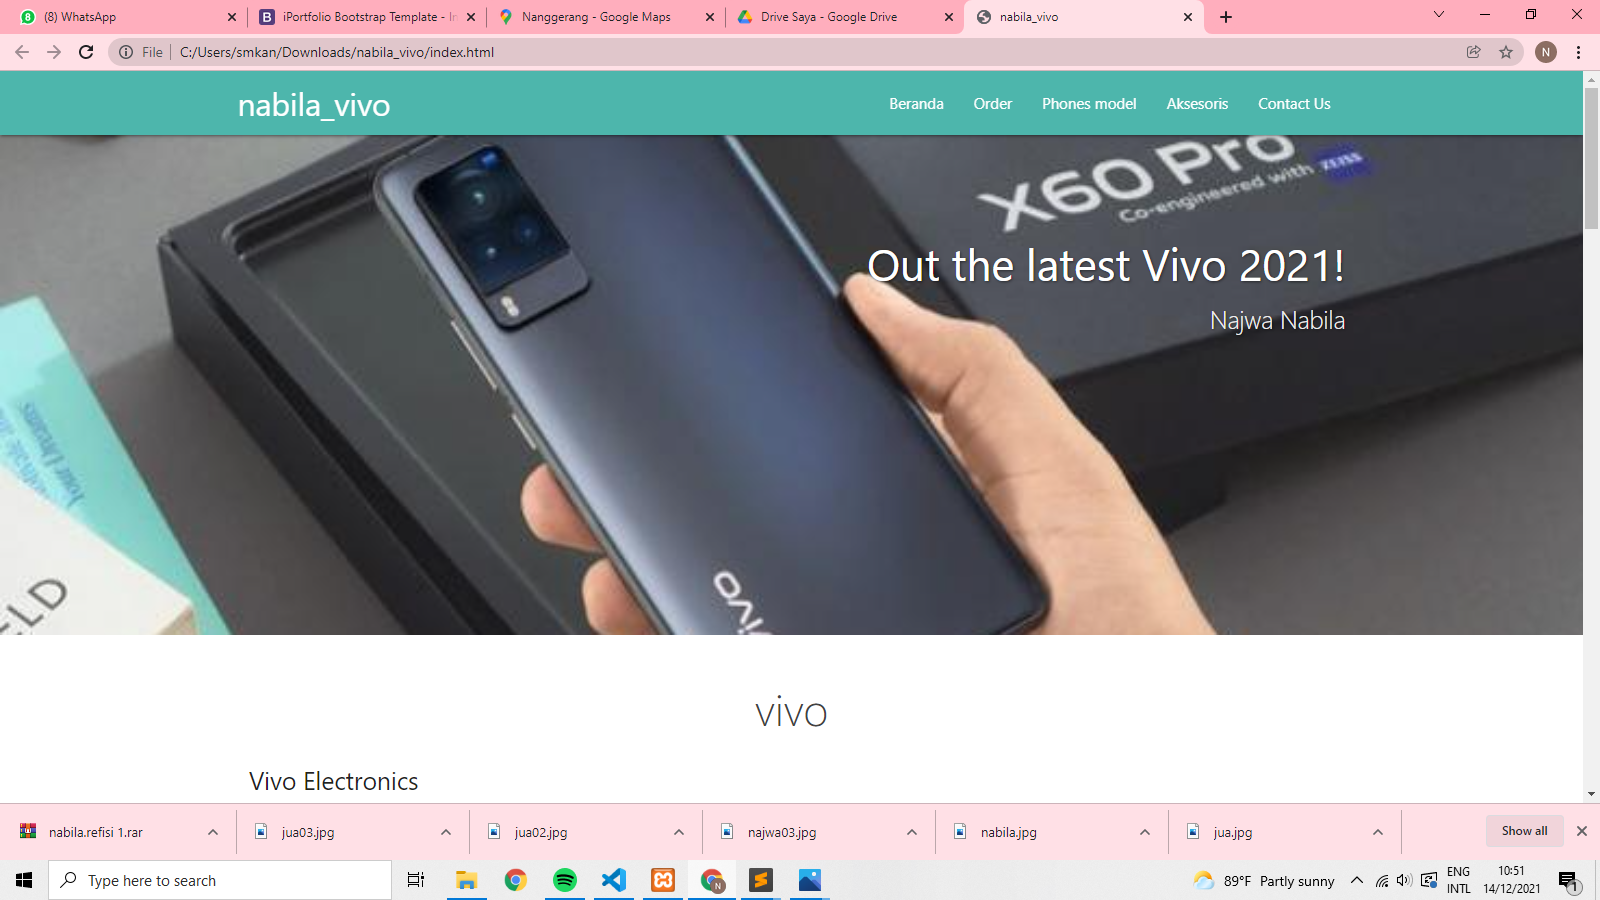 (8) WhatsApp
iPortfolio Bootstrap Template - In
Nanggerang - Google Maps
Drive Saya - Google Drive
nabila_vivo
File
C:/Users/smkan/Downloads/nabila_vivo/index.html
N
nabila_vivo
Beranda
Order
Phones model
Aksesoris
Contact Us
X60 Pro
Co-engineered with ZEISS
Out the latest Vivo 2021!
Najwa Nabila
ELD
vivo
vivo
Vivo Electronics
nabila.refisi 1.rar
jua03.jpg
jua02.jpg
najwa03.jpg
nabila.jpg
jua.jpg
Show all
Type here to search
N
89°F Partly sunny
ENG
INTL
10:51
14/12/2021
1